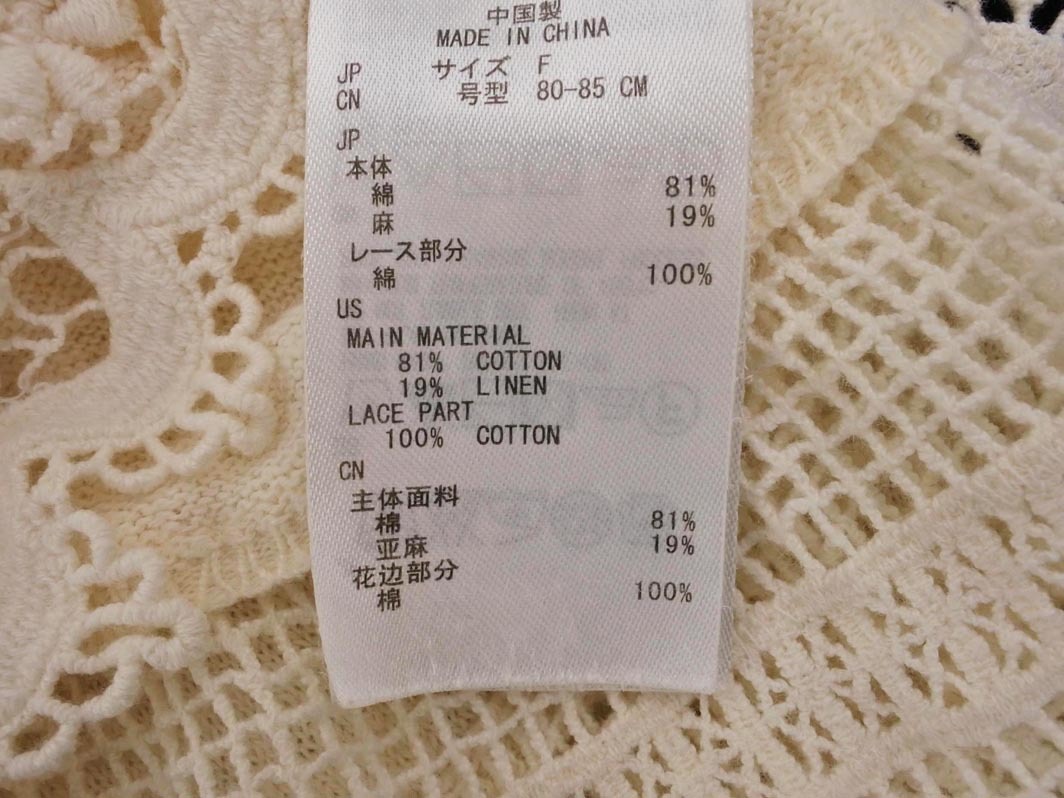 中国製
MADE IN CHINA
JP サイズ F
CN 号型 80-85 CM
JP
本体
綿 81%
麻 19%
レース部分
綿 100%
US
MAIN MATERIAL
81% COTTON
19% LINEN
LACE PART
100% COTTON
CN
主体面料
棉 81%
亚麻 19%
花边部分
棉 100%